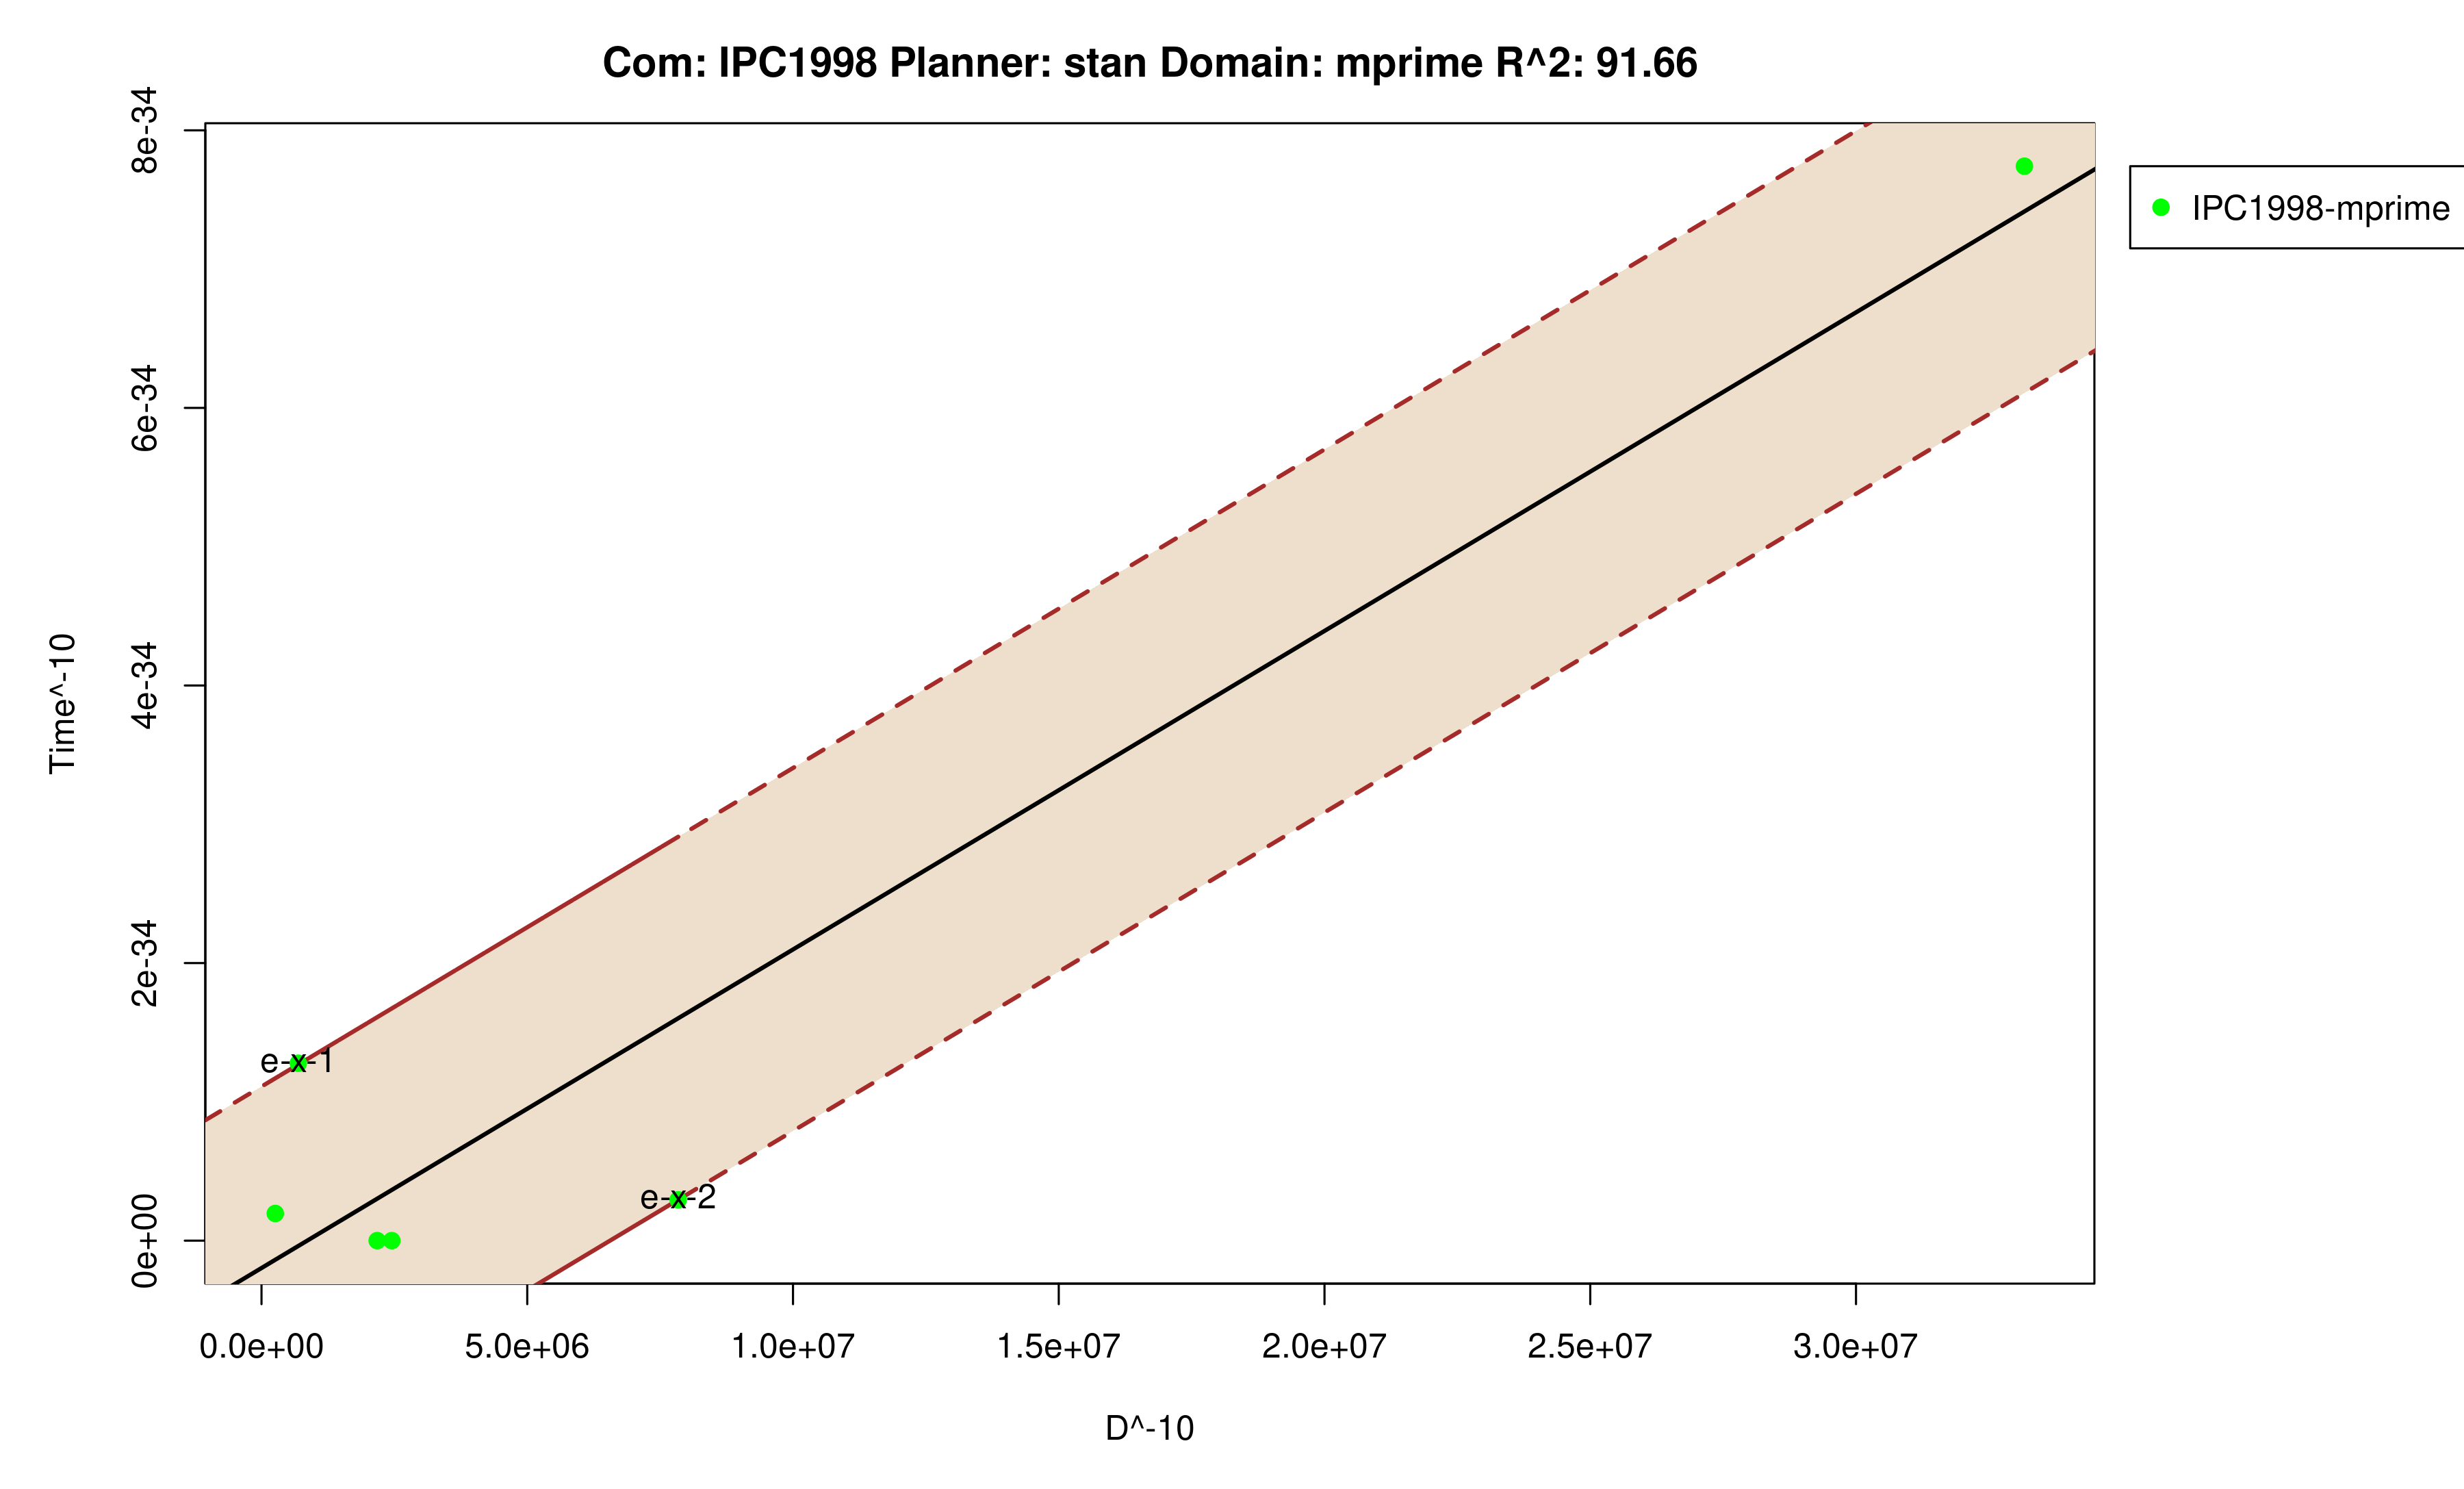 Com: IPC1998 Planner: stan Domain: mprime R^2: 91.66
8e-34
6e-34
4e-34
2e-34
0e+00
Time^-10
IPC1998-mprime
e-x-1
e-x-2
0.0e+00 5.0e+06 1.0e+07 1.5e+07 2.0e+07 2.5e+07 3.0e+07
D^-10